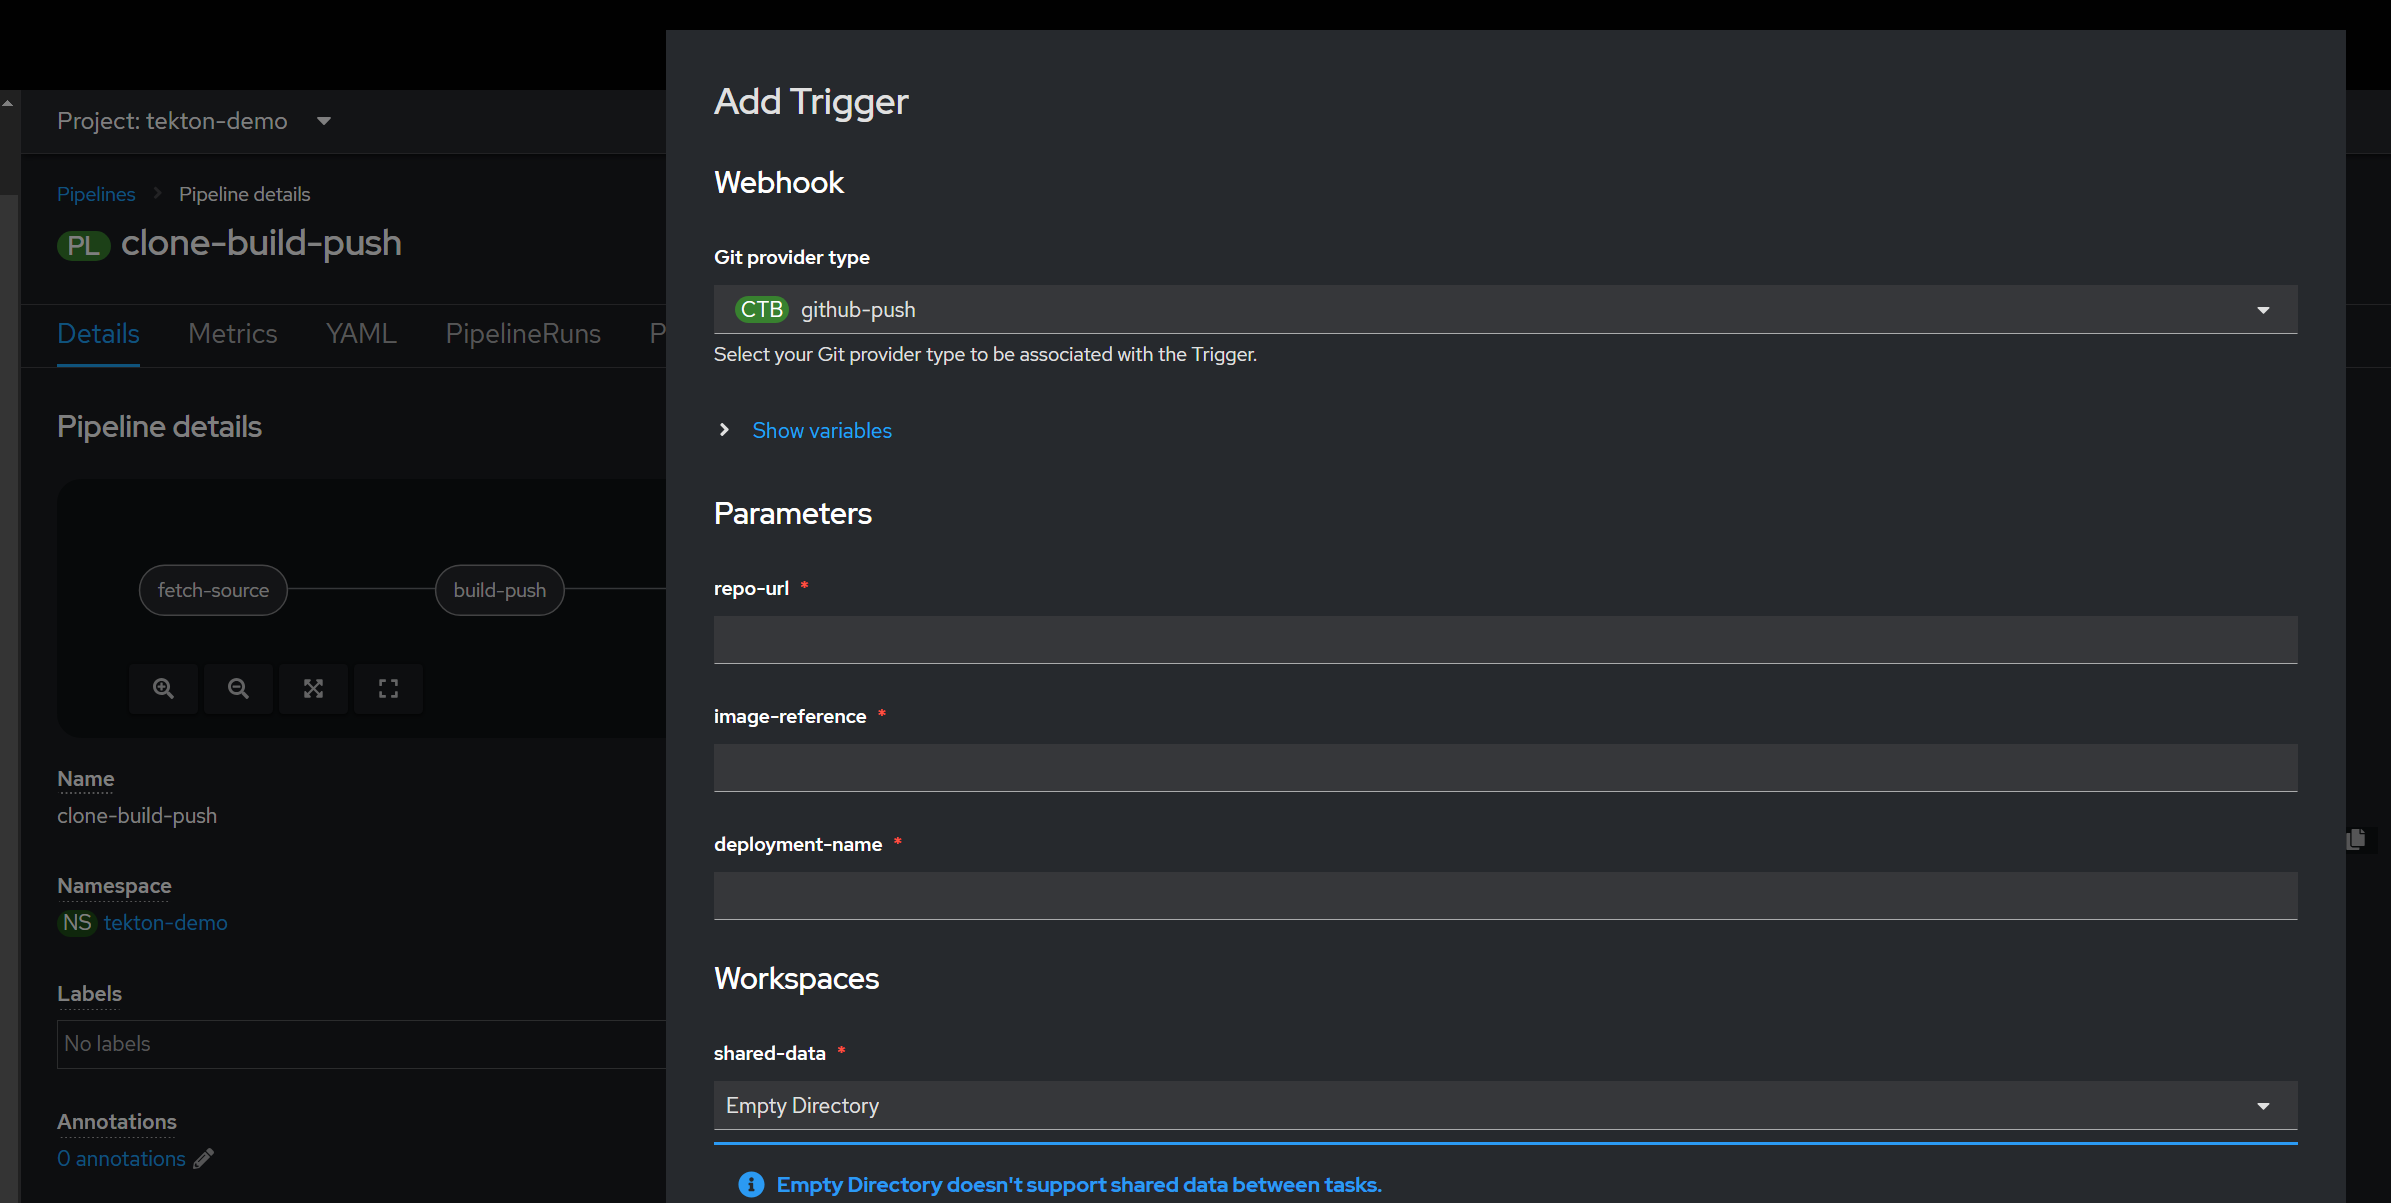 Project: tekton-demo
Pipelines
Pipeline details
PL clone-build-push
Details
Metrics
YAML
PipelineRuns
P
Pipeline details
fetch-source
build-push
Name
clone-build-push
Namespace
NS tekton-demo
Labels
No labels
Annotations
0 annotations
Add Trigger
Webhook
Git provider type
CTB github-push
Select your Git provider type to be associated with the Trigger.
Show variables
Parameters
repo-url *
image-reference *
deployment-name *
Workspaces
shared-data *
Empty Directory
Empty Directory doesn't support shared data between tasks.